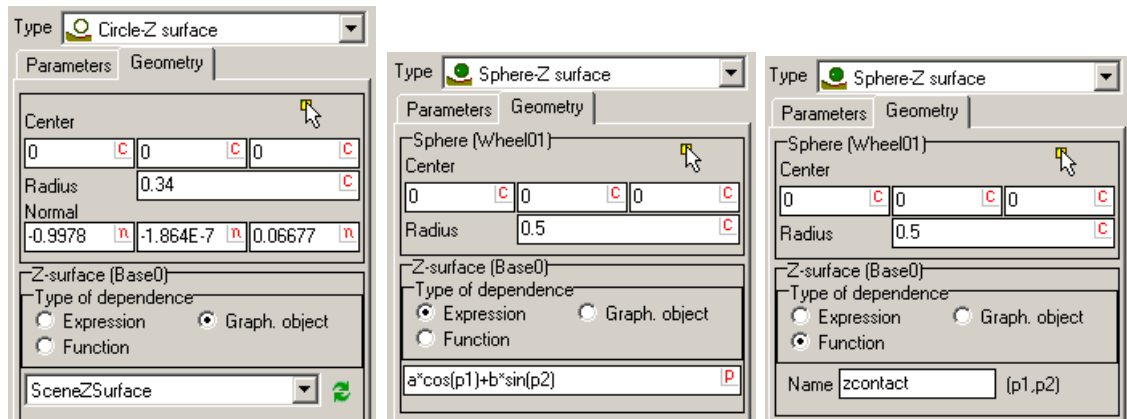 Type Circle-Z surface
Parameters Geometry
Center
0 C 0 C 0 C
Radius 0.34 C
Normal
-0.9978 n -1.864E-7 n 0.06677 n
Z-surface (Base0)
Type of dependence
Expression Graph. object
Function
SceneZSurface
Type Sphere-Z surface
Parameters Geometry
Sphere (Wheel01)
Center
0 C 0 C 0 C
Radius 0.5 C
Z-surface (Base0)
Type of dependence
Expression Graph. object
Function
a*cos(p1)+b*sin(p2) P
Type Sphere-Z surface
Parameters Geometry
Sphere (Wheel01)
Center
0 C 0 C 0 C
Radius 0.5 C
Z-surface (Base0)
Type of dependence
Expression Graph. object
Function
Name zcontact (p1,p2)